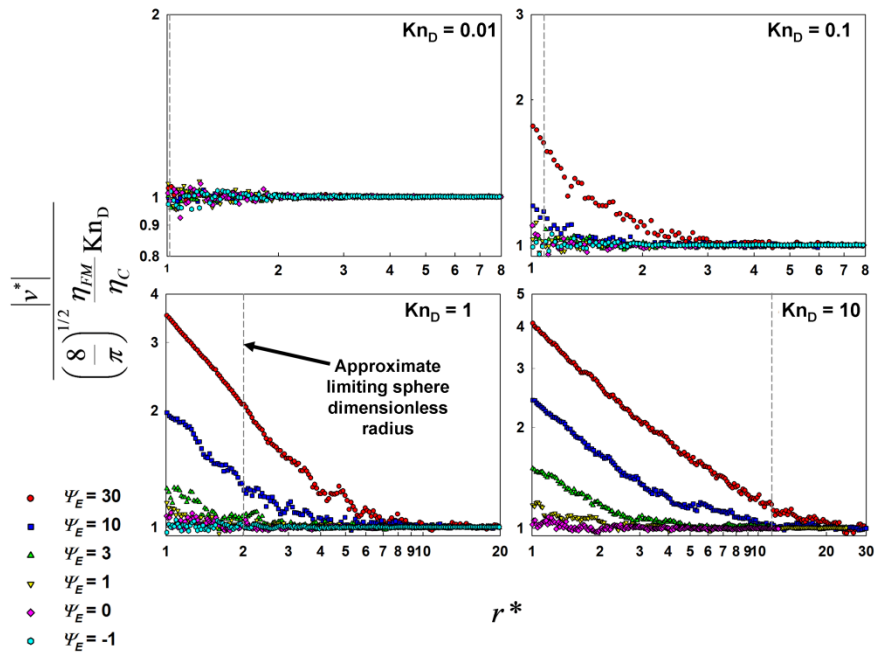 2
Kn_D = 0.01
1
0.9
0.8
1 2 3 4 5 6 7 8
3
Kn_D = 0.1
2
1
1 2 3 4 5 6 7 8
|v*|
(8/π)^1/2 η_FM/η_C Kn_D
4
Kn_D = 1
3
2
1
Approximate
limiting sphere
dimensionless
radius
1 2 3 4 5 6 7 8 9 10 20
5
Kn_D = 10
4
3
2
1
1 2 3 4 5 6 7 8 9 10 20 30
r*
Ψ_E = 30
Ψ_E = 10
Ψ_E = 3
Ψ_E = 1
Ψ_E = 0
Ψ_E = -1